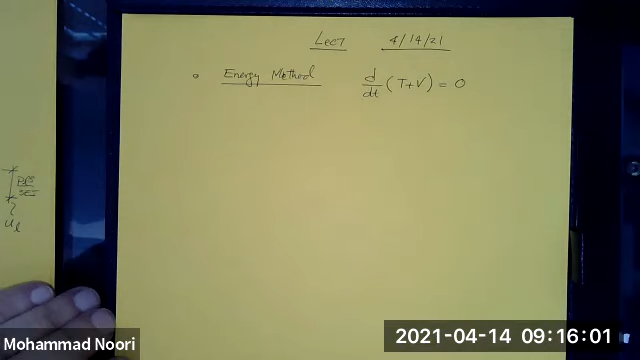 Lec7 4/14/21
• Energy Method d/dt (T+V) = 0
Mohammad Noori
2021-04-14 09:16:01